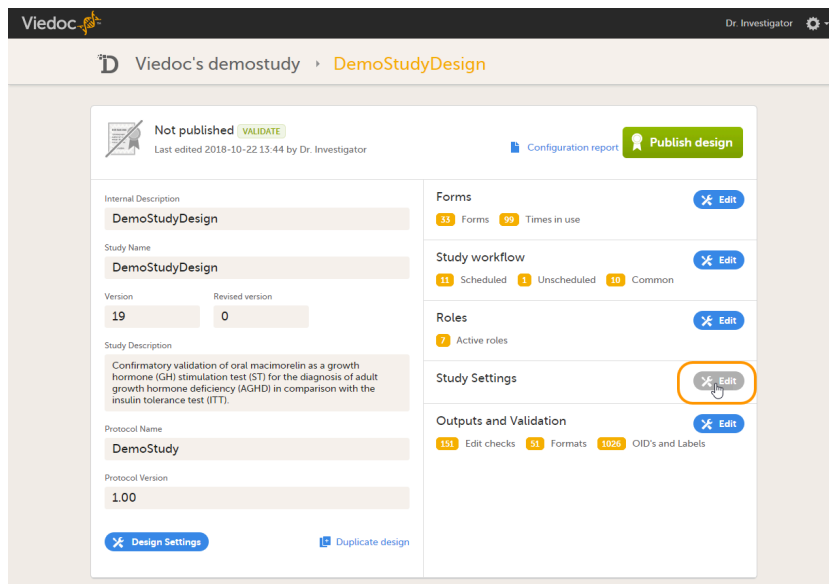 Viedoc
Dr. Investigator
Viedoc's demostudy › DemoStudyDesign
Not published VALIDATE
Last edited 2018-10-22 13:44 by Dr. Investigator
Configuration report
Publish design
Internal Description
DemoStudyDesign
Study Name
DemoStudyDesign
Version Revised version
19 0
Study Description
Confirmatory validation of oral macimorelin as a growth
hormone (GH) stimulation test (ST) for the diagnosis of adult
growth hormone deficiency (AGHD) in comparison with the
insulin tolerance test (ITT).
Protocol Name
DemoStudy
Protocol Version
1.00
Design Settings
Duplicate design
Forms
Edit
33 Forms 99 Times in use
Study workflow
Edit
11 Scheduled 1 Unscheduled 10 Common
Roles
Edit
7 Active roles
Study Settings
Edit
Outputs and Validation
Edit
151 Edit checks 51 Formats 1026 OID's and Labels